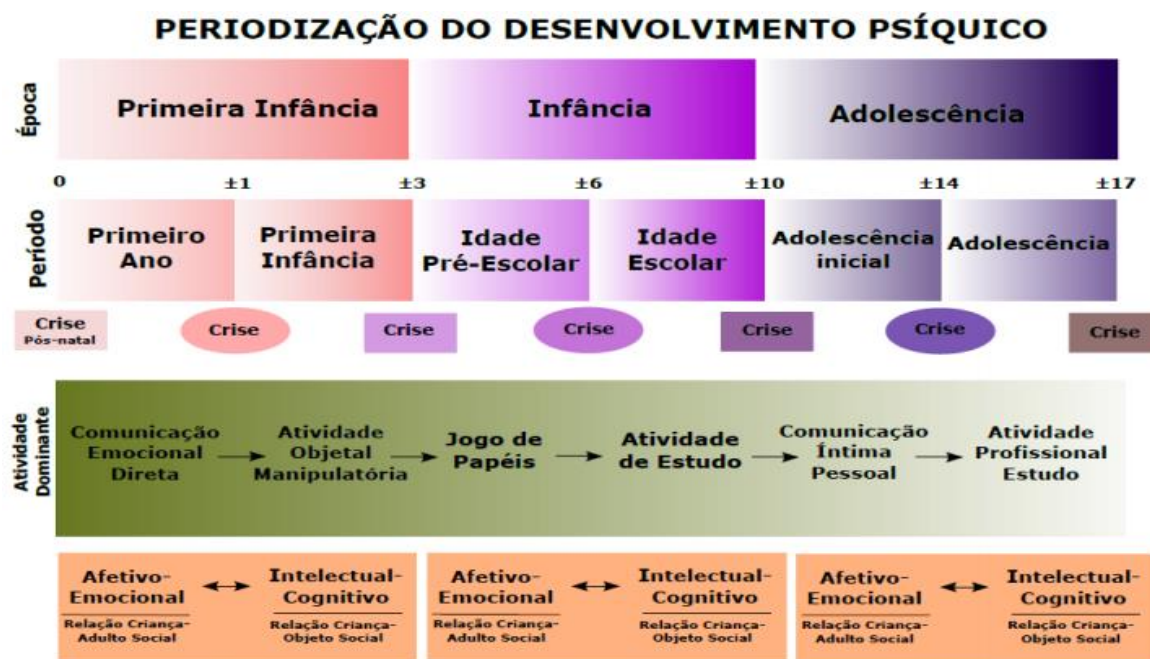 PERIODIZAÇÃO DO DESENVOLVIMENTO PSÍQUICO
Época
Primeira Infância
Infância
Adolescência
0
±1
±3
±6
±10
±14
±17
Período
Primeiro
Ano
Primeira
Infância
Idade
Pré-Escolar
Idade
Escolar
Adolescência
inicial
Adolescência
Crise
Pós-natal
Crise
Crise
Crise
Crise
Crise
Crise
Atividade
Dominante
Comunicação
Emocional
Direta
Atividade
Objetal
Manipulatória
Jogo de
Papéis
Atividade
de Estudo
Comunicação
Íntima
Pessoal
Atividade
Profissional
Estudo
Afetivo-
Emocional
Relação Criança-
Adulto Social
Intelectual-
Cognitivo
Relação Criança-
Objeto Social
Afetivo-
Emocional
Relação Criança-
Adulto Social
Intelectual-
Cognitivo
Relação Criança-
Objeto Social
Afetivo-
Emocional
Relação Criança-
Adulto Social
Intelectual-
Cognitivo
Relação Criança-
Objeto Social